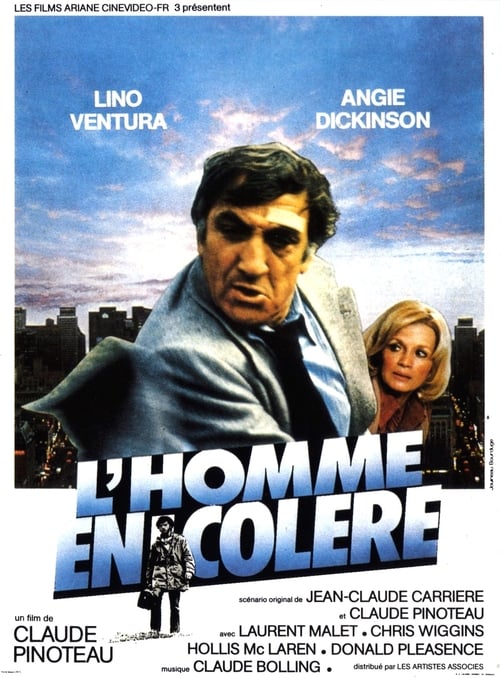 LES FILMS ARIANE CINEVIDEO-FR 3 présentent
LINO
VENTURA
ANGIE
DICKINSON
L'HOMME
EN COLERE
scénario original de JEAN-CLAUDE CARRIERE
et CLAUDE PINOTEAU
un film de
CLAUDE
PINOTEAU
avec LAURENT MALET • CHRIS WIGGINS
HOLLIS Mc LAREN • DONALD PLEASENCE
musique CLAUDE BOLLING •
distribué par LES ARTISTES ASSOCIES